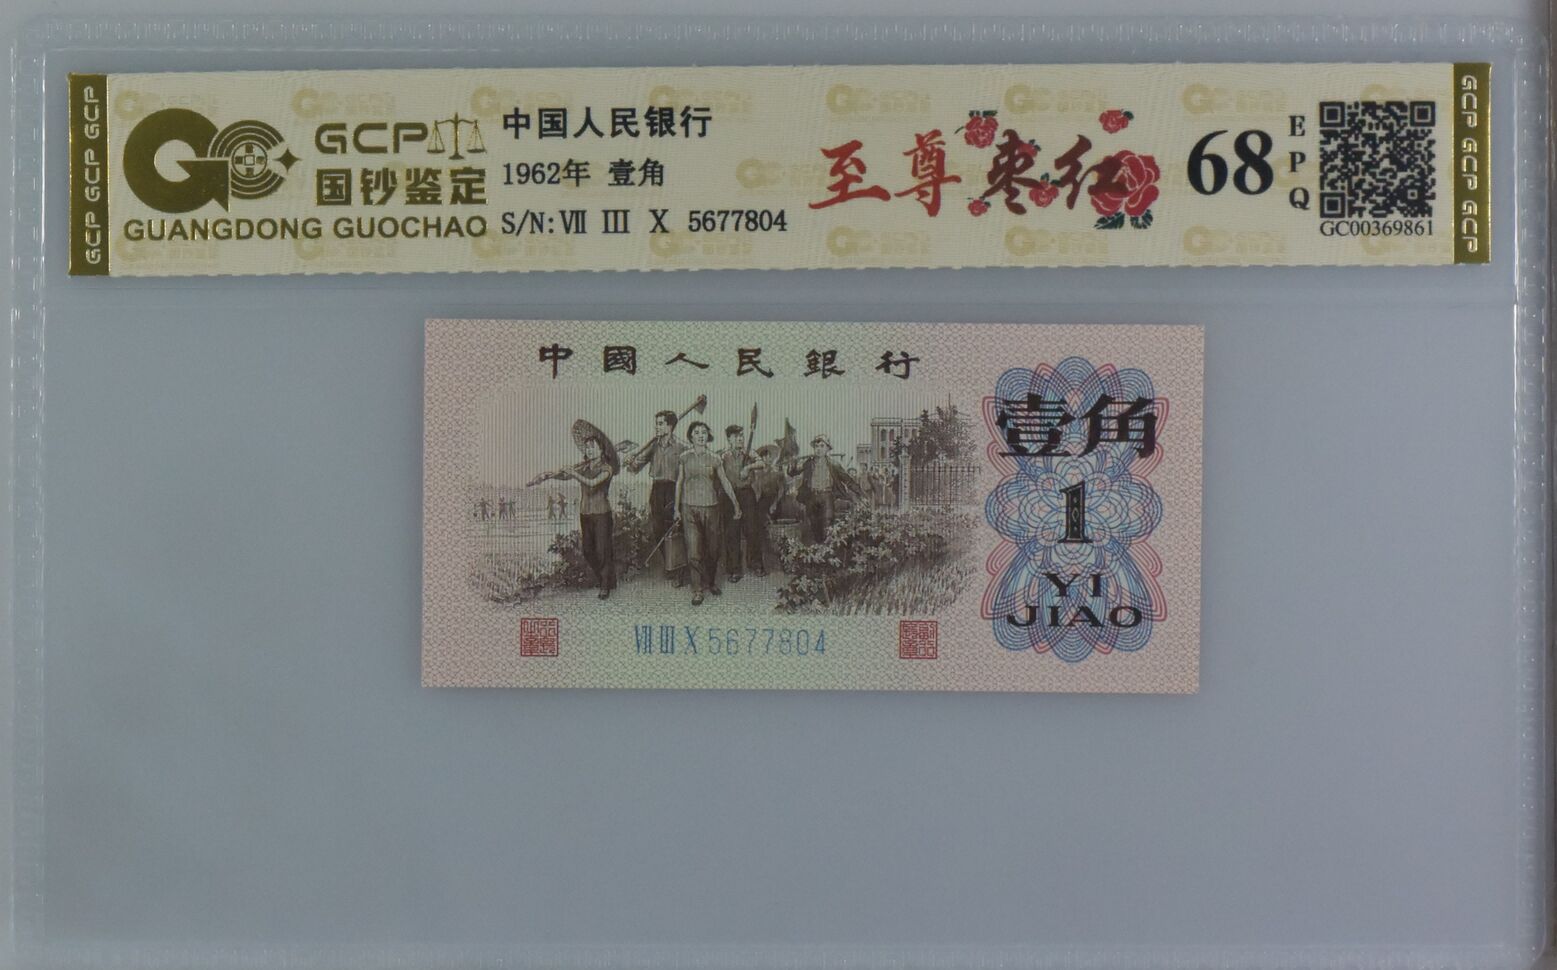 GCP
国钞鉴定
GUANGDONG GUOCHAO
中国人民银行
1962年 壹角
S/N: Ⅶ Ⅲ X 5677804
至尊枣红
68
EPQ
GC00369861
GCP GCP GCP
GCP GCP GCP
中國人民銀行
壹角
1
YI
JIAO
Ⅶ Ⅲ X 5677804